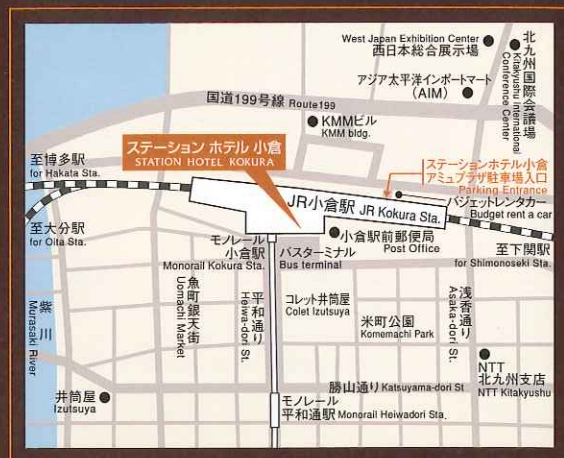 West Japan Exhibition Center
西日本総合展示場
北九州国際会議場
Kitakyushu International
Conference Center
アジア太平洋インポートマート
(AIM)
国道199号線 Route199
KMMビル
KMM bldg.
ステーション ホテル 小倉
STATION HOTEL KOKURA
ステーションホテル小倉
アミュプラザ駐車場入口
Parking Entrance
バジェットレンタカー
Budget rent a car
至博多駅
for Hakata Sta.
JR小倉駅 JR Kokura Sta.
至大分駅
for Oita Sta.
モノレール
小倉駅
Monorail Kokura Sta.
バスターミナル
Bus terminal
小倉駅前郵便局
Post Office
至下関駅
for Shimonoseki Sta.
紫川
Murasaki River
魚町銀天街
Uomachi Market
平和通り
Heiwa-dori St.
コレット井筒屋
Colet Izutsuya
米町公園
Komemachi Park
浅香通り
Asaka-dori St.
NTT
北九州支店
NTT Kitakyushu
井筒屋
Izutsuya
勝山通り Katsuyama-dori St
モノレール
平和通駅 Monorail Heiwadori Sta.